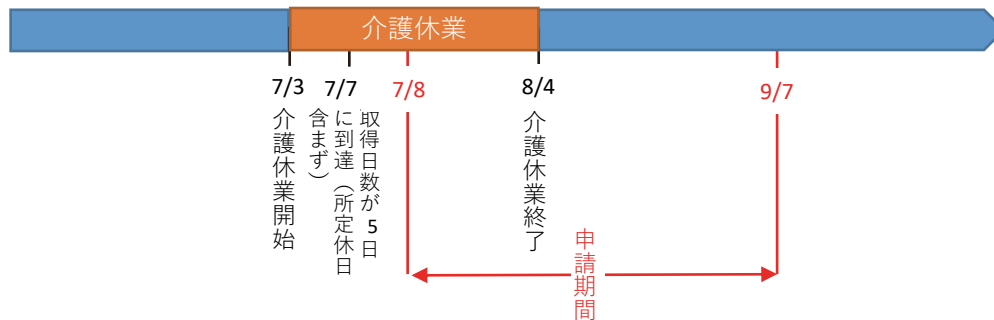 介護休業
7/3
7/7
7/8
8/4
9/7
介護休業開始
取得日数が5日
に到達（所定休日
含まず）
介護休業終了
申請期間